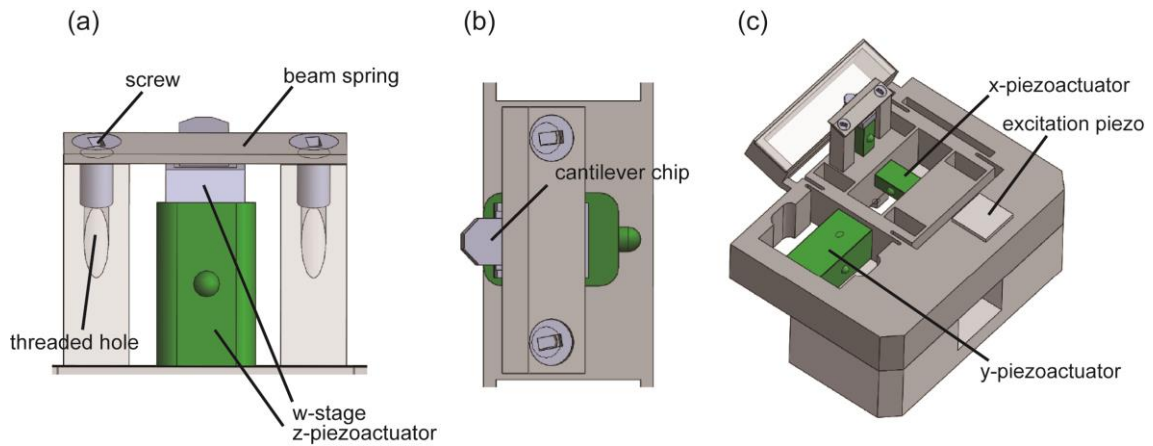 (a)
screw
beam spring
threaded hole
w-stage
z-piezoactuator
(b)
cantilever chip
(c)
x-piezoactuator
excitation piezo
y-piezoactuator